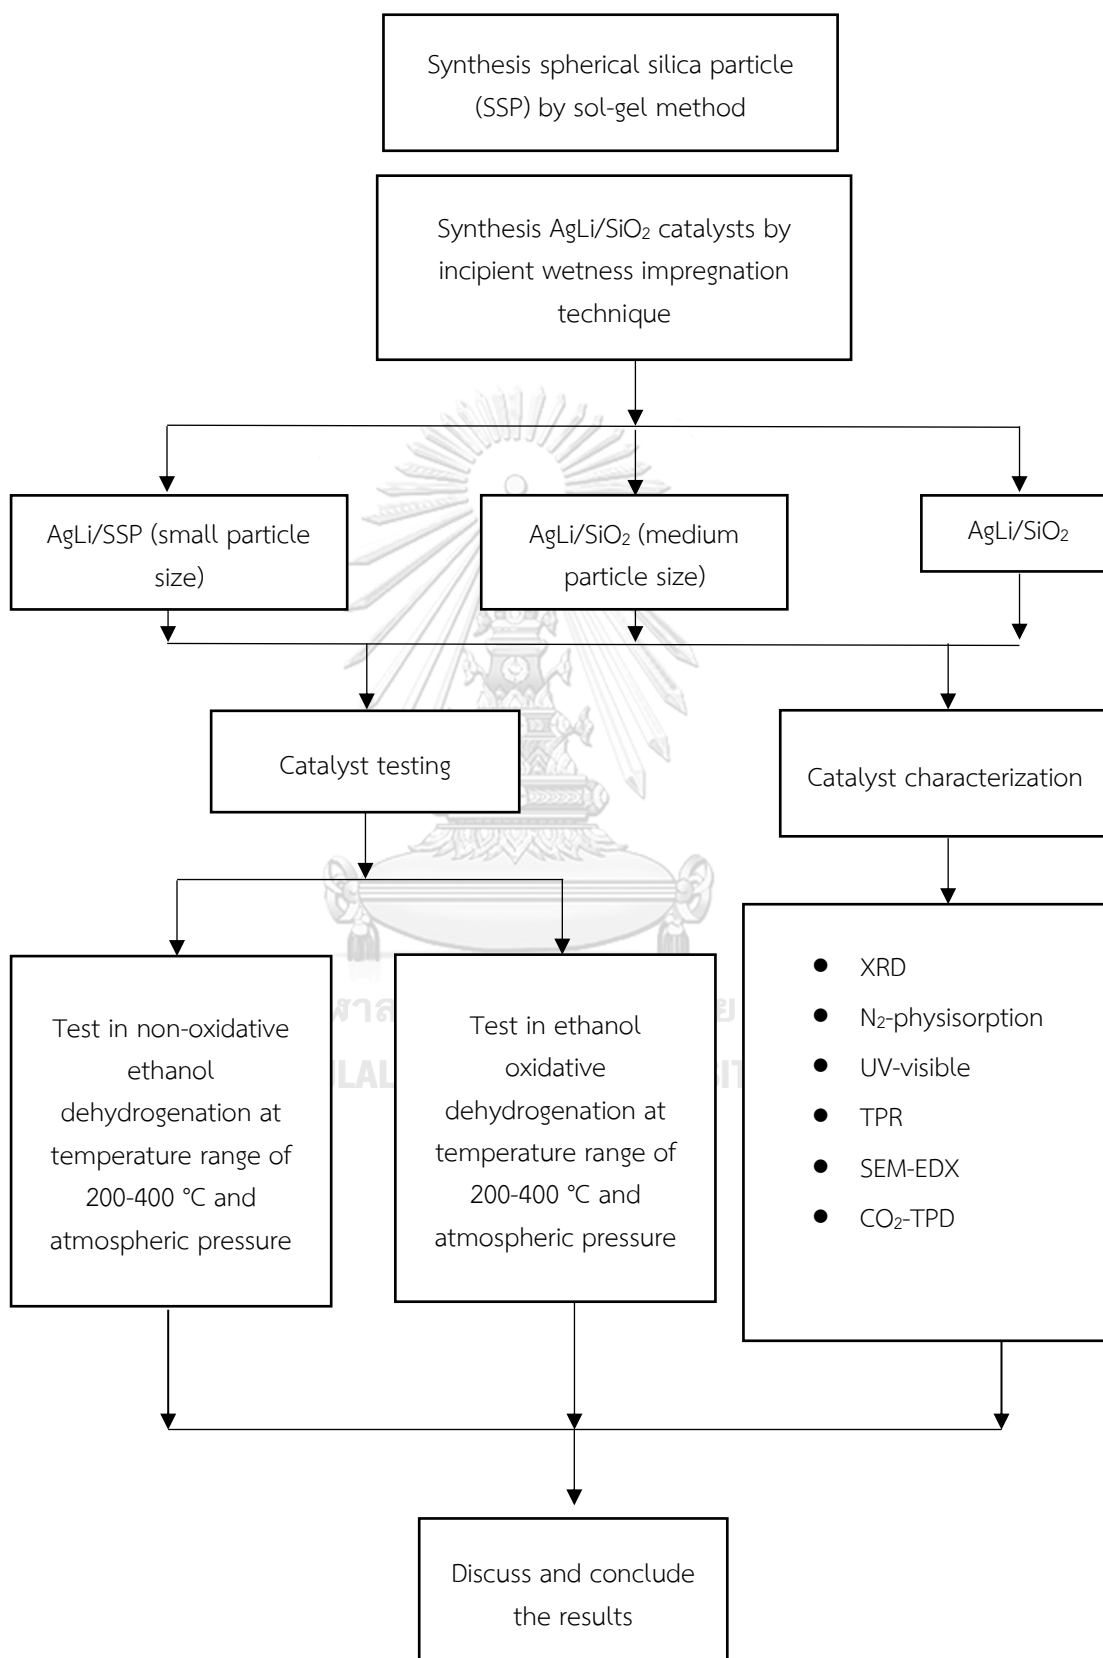 Synthesis spherical silica particle
(SSP) by sol-gel method
Synthesis AgLi/SiO₂ catalysts by
incipient wetness impregnation
technique
AgLi/SSP (small particle
size)
AgLi/SiO₂ (medium
particle size)
AgLi/SiO₂
Catalyst testing
Catalyst characterization
Test in non-oxidative
ethanol
dehydrogenation at
temperature range of
200-400 °C and
atmospheric pressure
Test in ethanol
oxidative
dehydrogenation at
temperature range of
200-400 °C and
atmospheric pressure
● XRD
● N₂-physisorption
● UV-visible
● TPR
● SEM-EDX
● CO₂-TPD
Discuss and conclude
the results